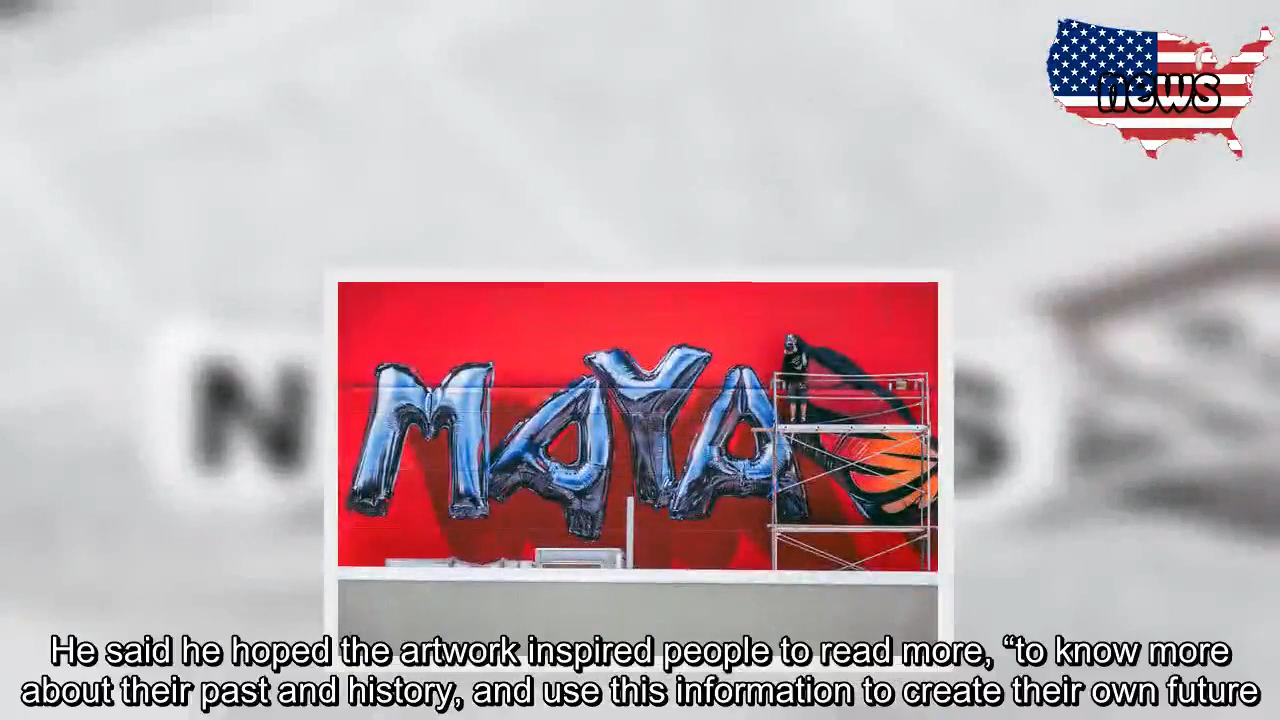 news
MAYA
He said he hoped the artwork inspired people to read more, “to know more
about their past and history, and use this information to create their own future